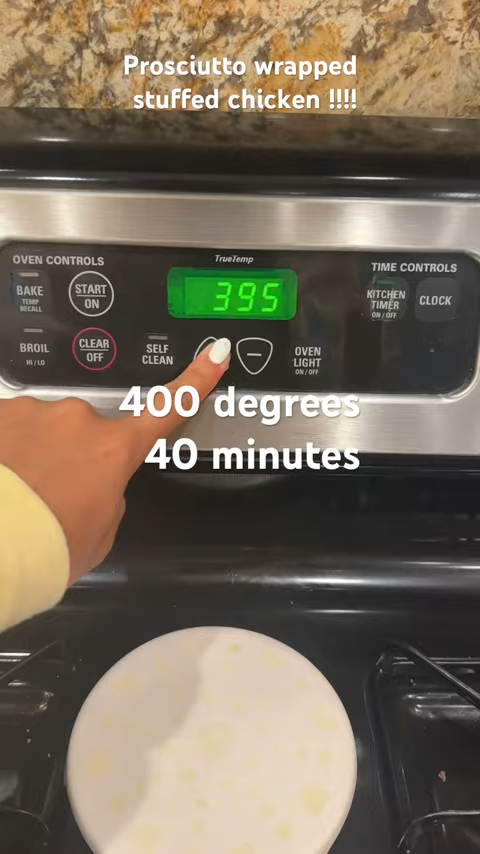 Prosciutto wrapped
stuffed chicken !!!!
OVEN CONTROLS
TrueTemp
TIME CONTROLS
BAKE
TEMP
RECALL
START
ON
395
KITCHEN
TIMER
ON / OFF
CLOCK
BROIL
HI / LO
CLEAR
OFF
SELF
CLEAN
OVEN
LIGHT
ON / OFF
400 degrees
40 minutes